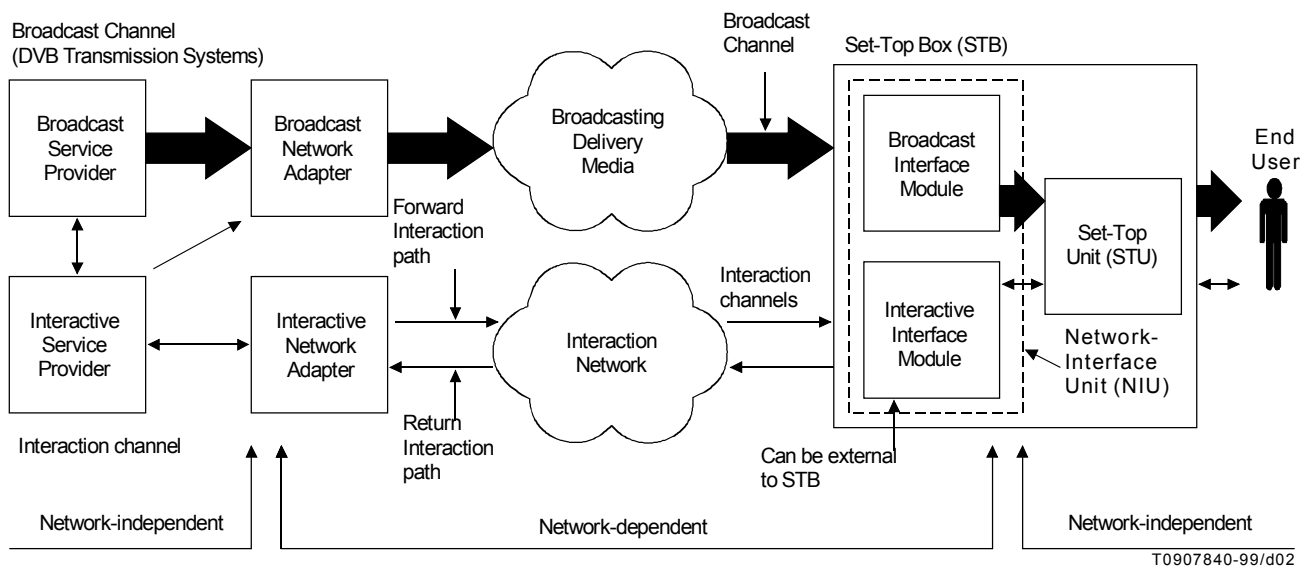 Broadcast Channel
(DVB Transmission Systems)
Broadcast
Channel
Set-Top Box (STB)
Broadcast
Service
Provider
Broadcast
Network
Adapter
Broadcasting
Delivery
Media
Broadcast
Interface
Module
End
User
Forward
Interaction
path
Set-Top
Unit (STU)
Interaction
channels
Interactive
Service
Provider
Interactive
Network
Adapter
Interaction
Network
Interactive
Interface
Module
Network-
Interface
Unit (NIU)
Interaction channel
Return
Interaction
path
Can be external
to STB
Network-independent
Network-dependent
Network-independent
T0907840-99/d02